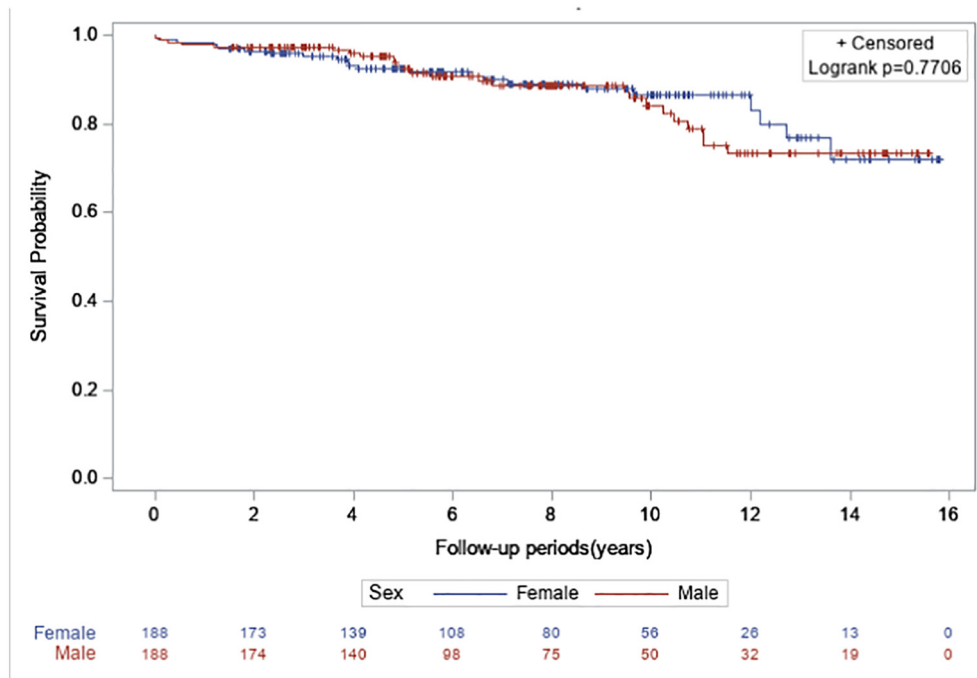 + Censored
Logrank p=0.7706
1.0
0.8
0.6
0.4
0.2
0.0
Survival Probability
0 2 4 6 8 10 12 14 16
Follow-up periods(years)
Sex Female Male
Female 188 173 139 108 80 56 26 13 0
Male 188 174 140 98 75 50 32 19 0